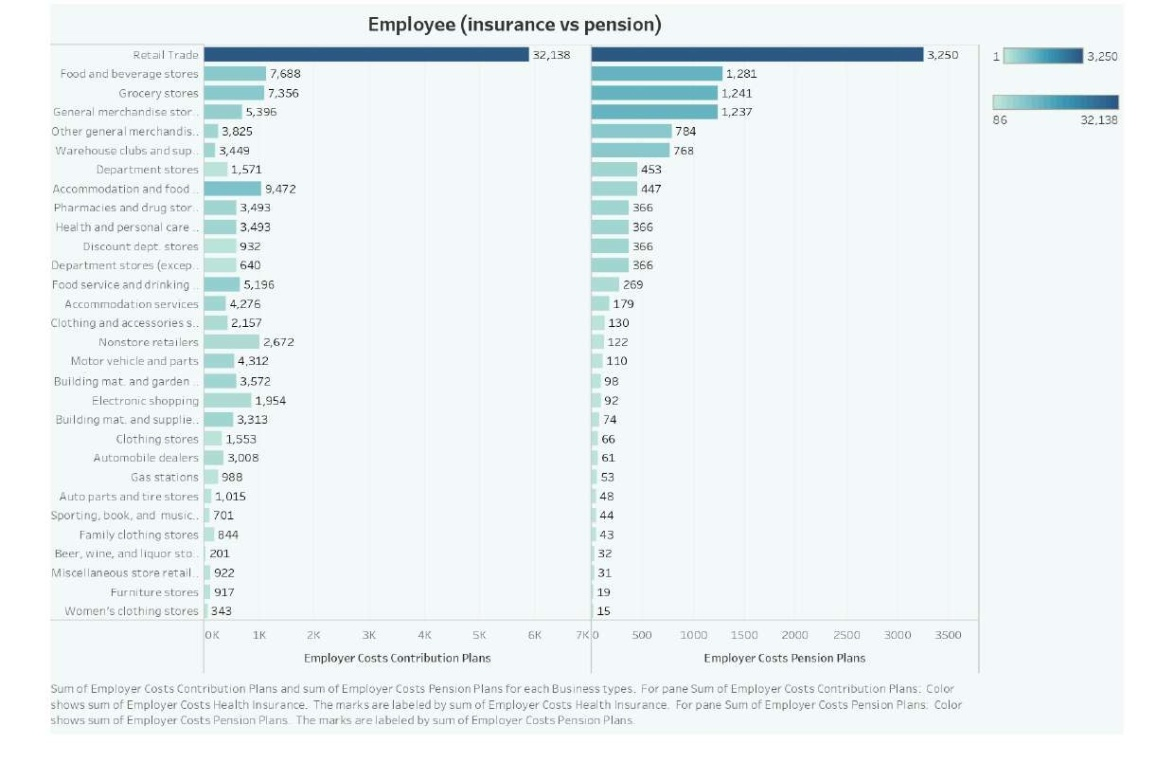 Employee (insurance vs pension)
Retail Trade 32,138 3,250
Food and beverage stores 7,688 1,281
Grocery stores 7,356 1,241
General merchandise stor.. 5,396 1,237
Other general merchandis.. 3,825 784
Warehouse clubs and sup.. 3,449 768
Department stores 1,571 453
Accommodation and food .. 9,472 447
Pharmacies and drug stor.. 3,493 366
Health and personal care .. 3,493 366
Discount dept. stores 932 366
Department stores (excep.. 640 366
Food service and drinking .. 5,196 269
Accommodation services 4,276 179
Clothing and accessories s.. 2,157 130
Nonstore retailers 2,672 122
Motor vehicle and parts 4,312 110
Building mat. and garden .. 3,572 98
Electronic shopping 1,954 92
Building mat. and supplie.. 3,313 74
Clothing stores 1,553 66
Automobile dealers 3,008 61
Gas stations 988 53
Auto parts and tire stores 1,015 48
Sporting, book, and music.. 701 44
Family clothing stores 844 43
Beer, wine, and liquor sto.. 201 32
Miscellaneous store retail.. 922 31
Furniture stores 917 19
Women's clothing stores 343 15
0K 1K 2K 3K 4K 5K 6K 7K 0 500 1000 1500 2000 2500 3000 3500
Employer Costs Contribution Plans Employer Costs Pension Plans
1 3,250
86 32,138
Sum of Employer Costs Contribution Plans and sum of Employer Costs Pension Plans for each Business types. For pane Sum of Employer Costs Contribution Plans: Color
shows sum of Employer Costs Health Insurance. The marks are labeled by sum of Employer Costs Health Insurance. For pane Sum of Employer Costs Pension Plans: Color
shows sum of Employer Costs Pension Plans. The marks are labeled by sum of Employer Costs Pension Plans.